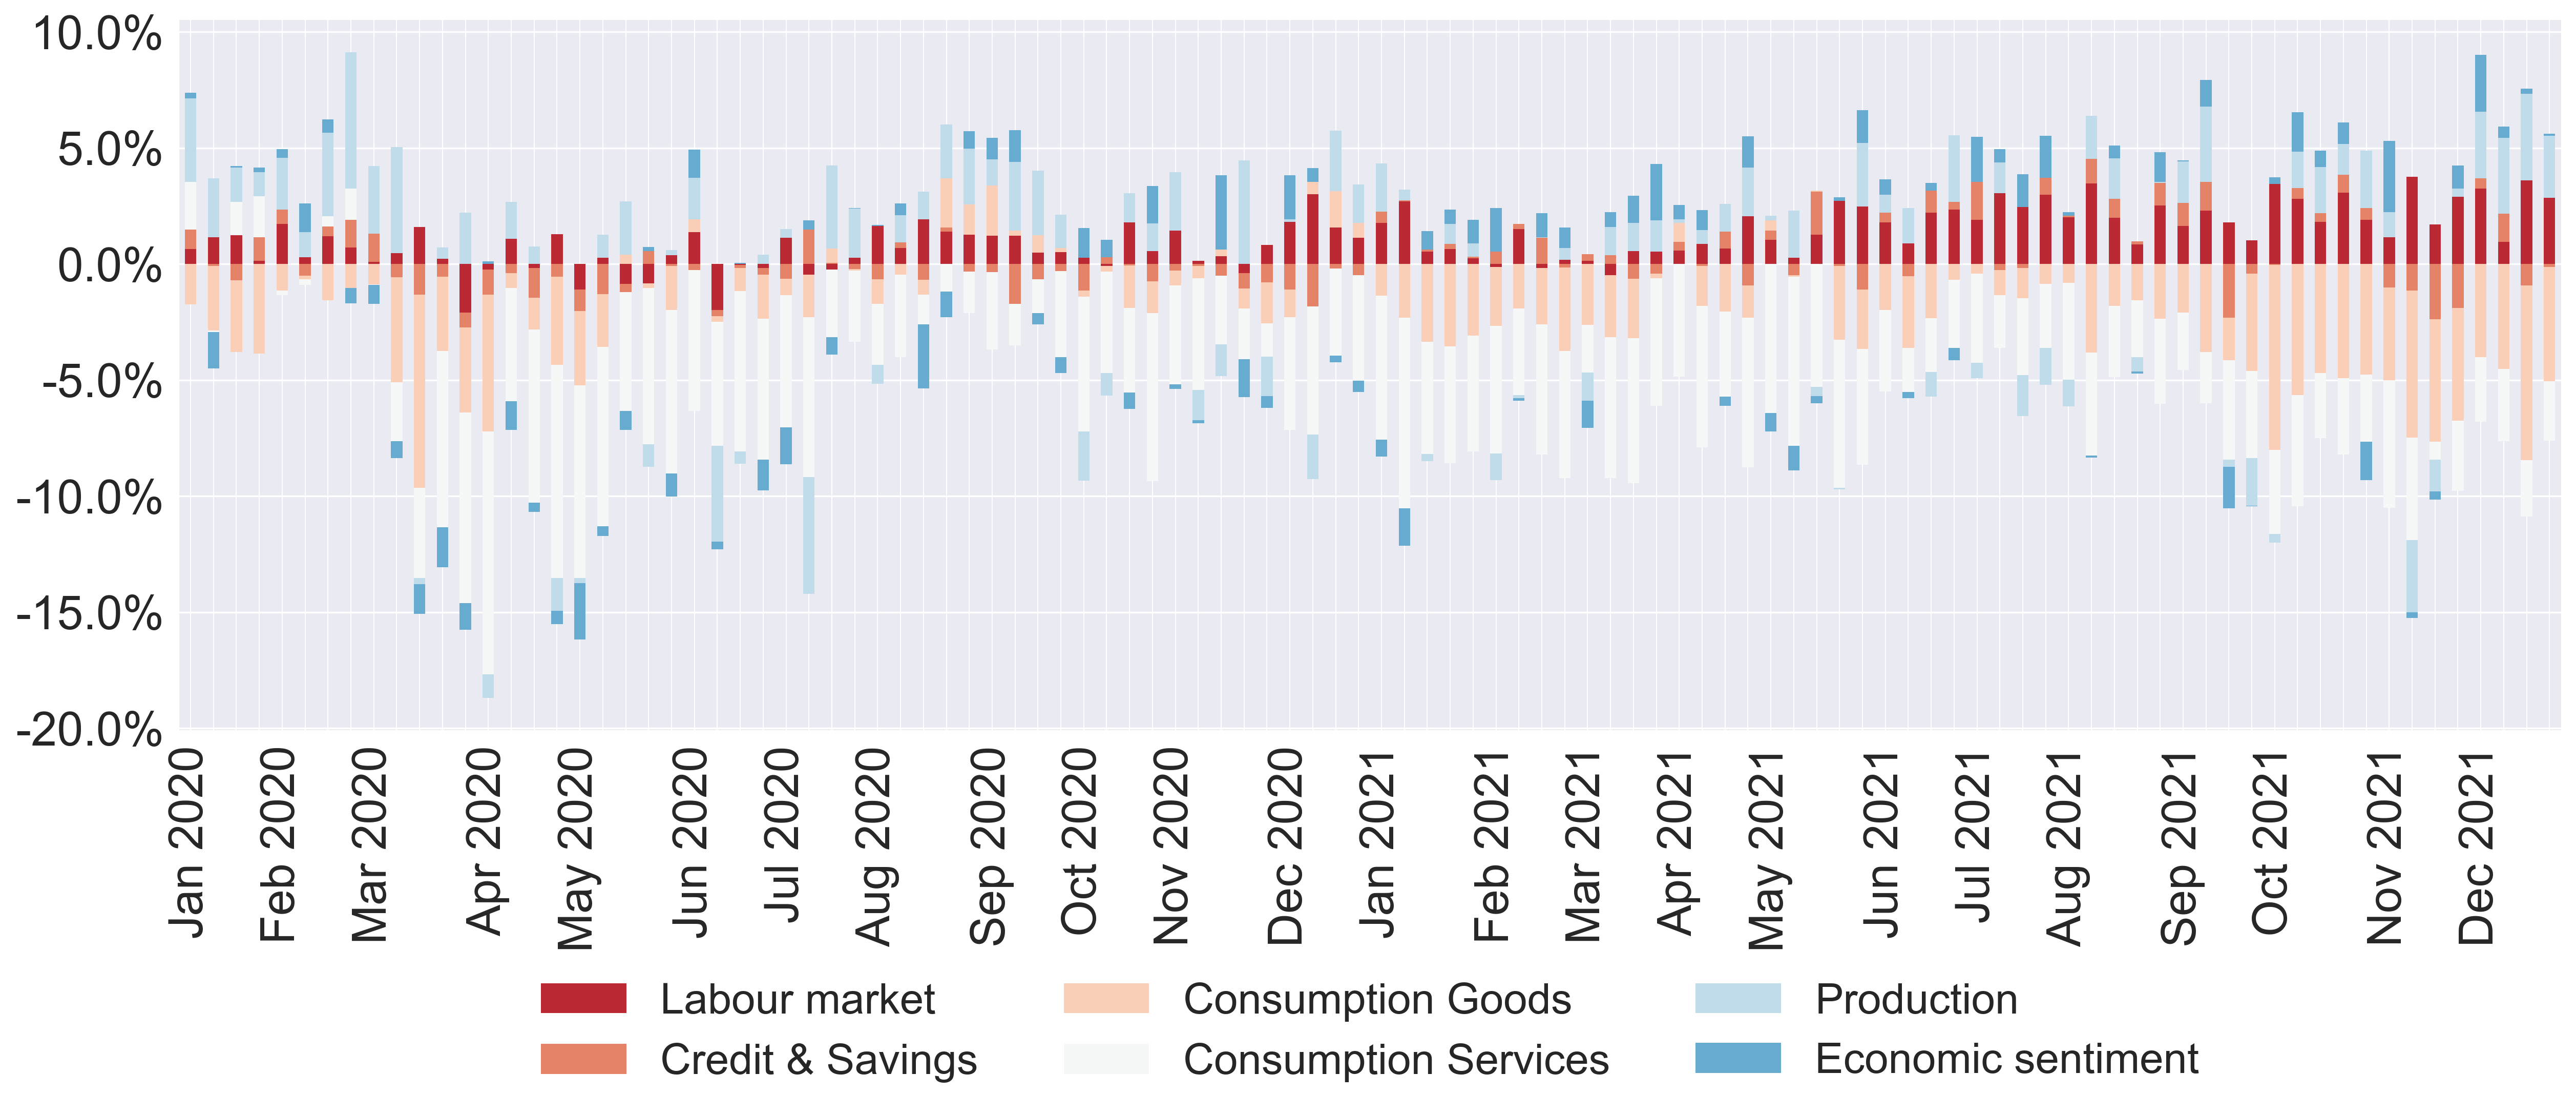 10.0%
5.0%
0.0%
-5.0%
-10.0%
-15.0%
-20.0%
Jan 2020
Feb 2020
Mar 2020
Apr 2020
May 2020
Jun 2020
Jul 2020
Aug 2020
Sep 2020
Oct 2020
Nov 2020
Dec 2020
Jan 2021
Feb 2021
Mar 2021
Apr 2021
May 2021
Jun 2021
Jul 2021
Aug 2021
Sep 2021
Oct 2021
Nov 2021
Dec 2021
Labour market
Credit & Savings
Consumption Goods
Consumption Services
Production
Economic sentiment